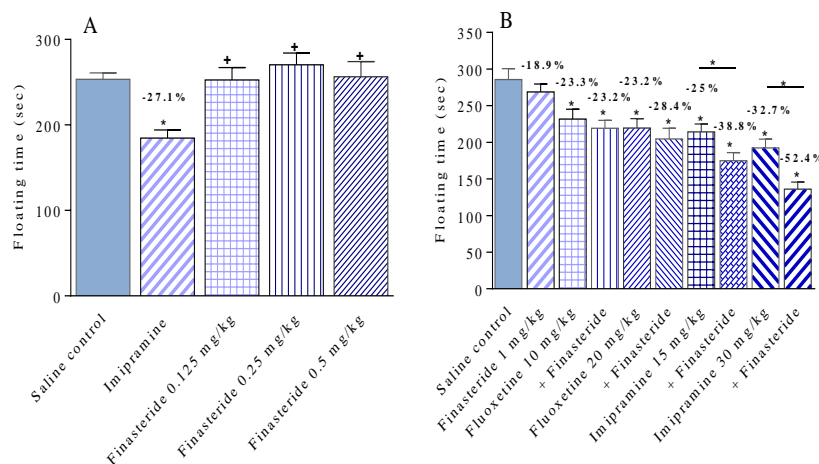 A
Floating time (sec)
300
200
100
0
-27.1%
*
+
+
+
Saline control
Imipramine
Finasteride 0.125 mg/kg
Finasteride 0.25 mg/kg
Finasteride 0.5 mg/kg
B
Floating time (sec)
350
300
250
200
150
100
50
0
-18.9%
-23.3%
*
-23.2%
*
-23.2%
*
-28.4%
*
-25%
*
*
-38.8%
*
-32.7%
*
*
-52.4%
*
Saline control
Finasteride 1 mg/kg
Fluoxetine 10 mg/kg
+ Finasteride
Fluoxetine 20 mg/kg
+ Finasteride
Imipramine 15 mg/kg
+ Finasteride
Imipramine 30 mg/kg
+ Finasteride